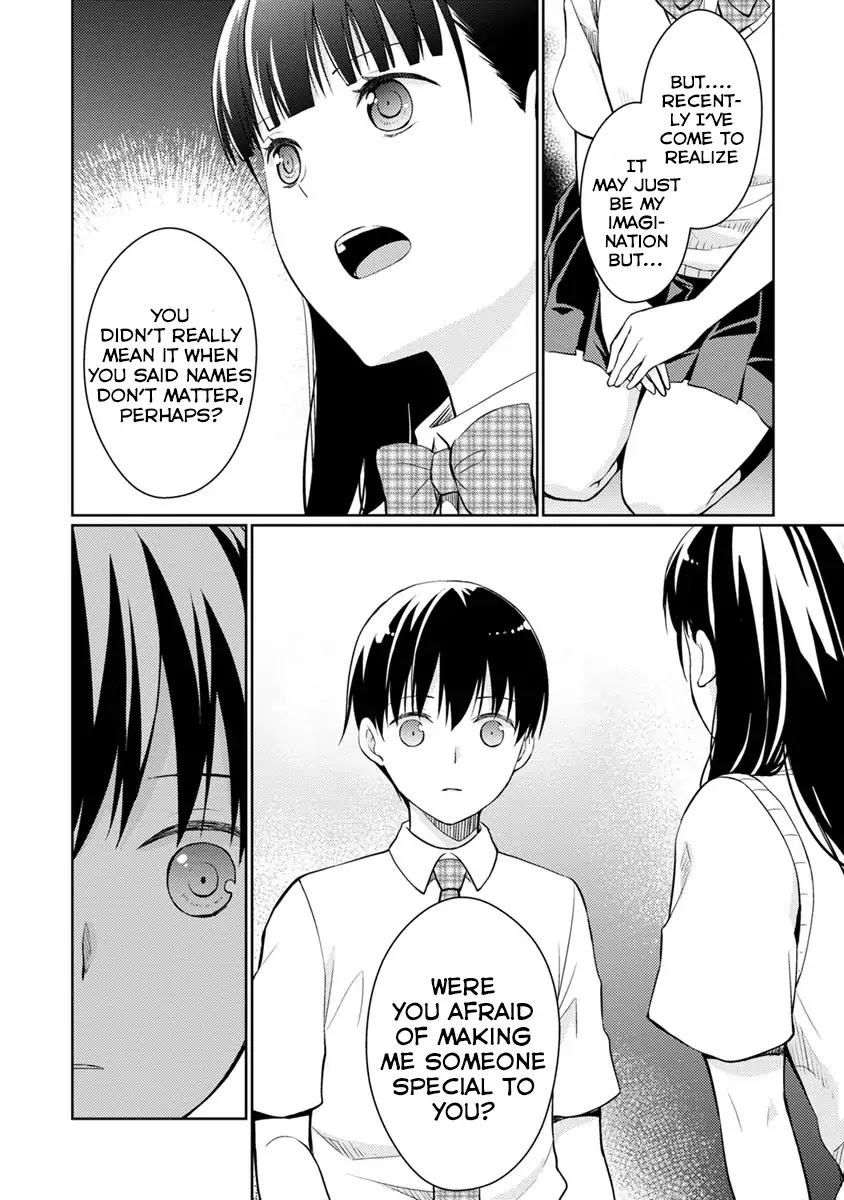 BUT....
RECENT-
LY I'VE
COME TO
REALIZE
IT
MAY JUST
BE MY
IMAGI-
NATION
BUT...
YOU
DIDN'T REALLY
MEAN IT WHEN
YOU SAID NAMES
DON'T MATTER,
PERHAPS?
WERE
YOU AFRAID
OF MAKING
ME SOMEONE
SPECIAL TO
YOU?